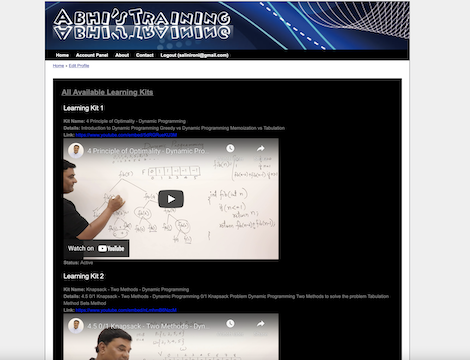 ABHI'S TRAINING
Home Account Panel About Contact Logout (salinironi@gmail.com)
Home » Edit Profile
All Available Learning Kits
Learning Kit 1
Kit Name: 4 Principle of Optimality - Dynamic Programming
Details: Introduction to Dynamic Programming Greedy vs Dynamic Programming Memoization vs Tabulation
Link:
4 Principle of Optimality - Dynamic Pro...
Watch on YouTube
Status: Active
Learning Kit 2
Kit Name: Knapsack - Two Methods - Dynamic Programming
Details: 4.5 0/1 Knapsack - Two Methods - Dynamic Programming 0/1 Knapsack Problem Dynamic Programming Two Methods to solve the problem Tabulation
Method Sets Method
Link:
4.5 0/1 Knapsack - Two Methods - Dyn...